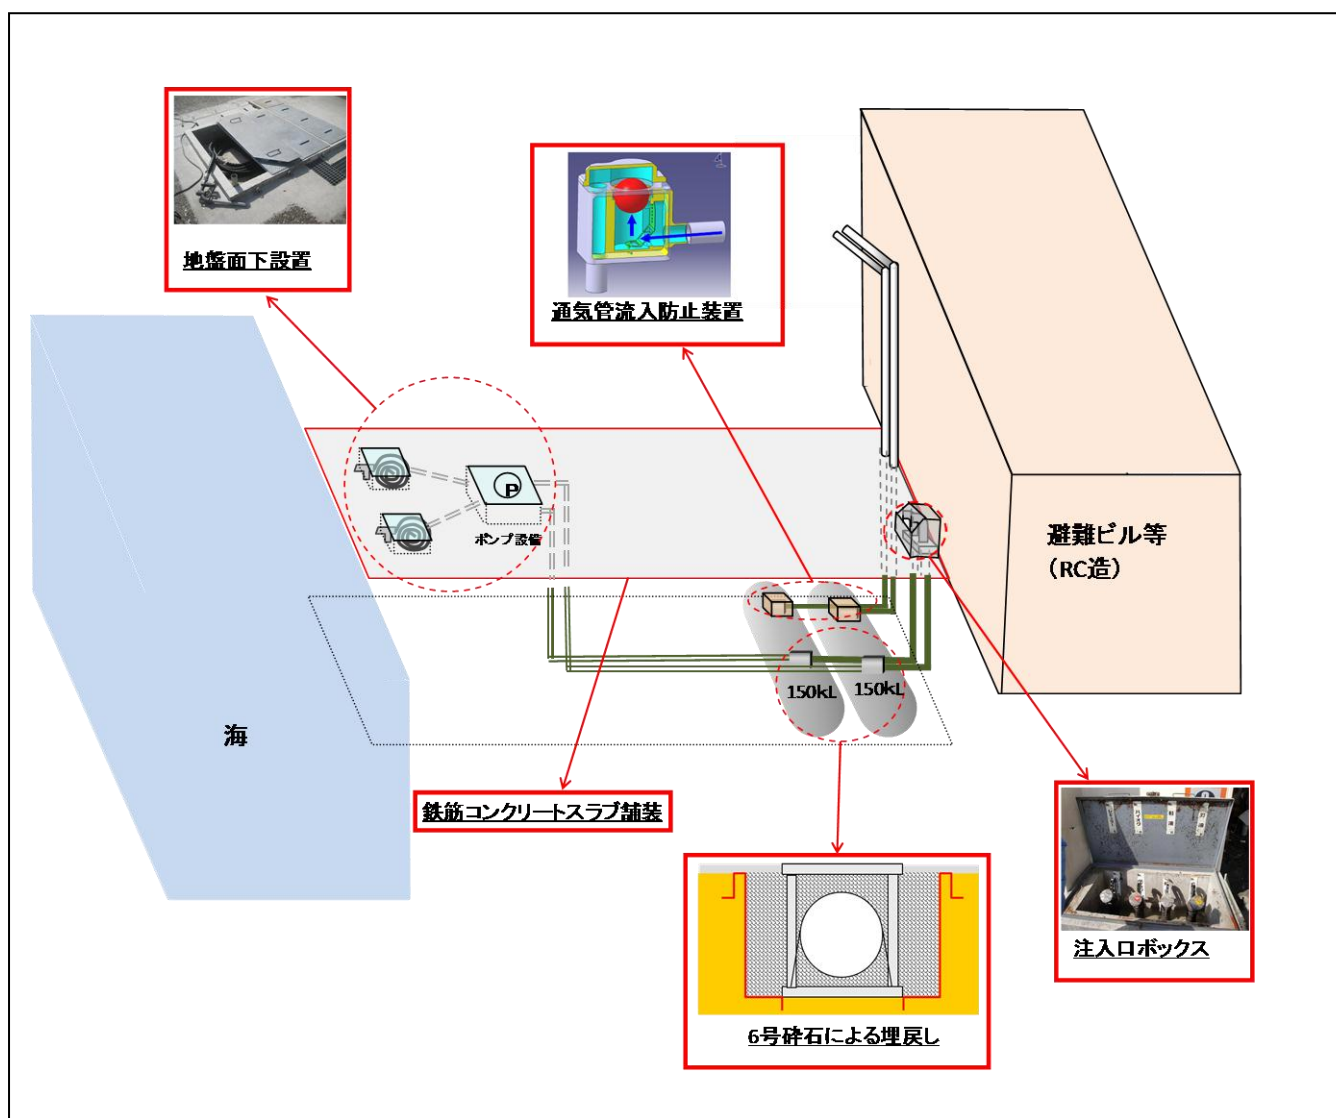 地盤面下設置
通気管流入防止装置
P
ポンプ設備
避難ビル等
（RC造）
150kL
150kL
海
鉄筋コンクリートスラブ舗装
注入口ボックス
6号砕石による埋戻し